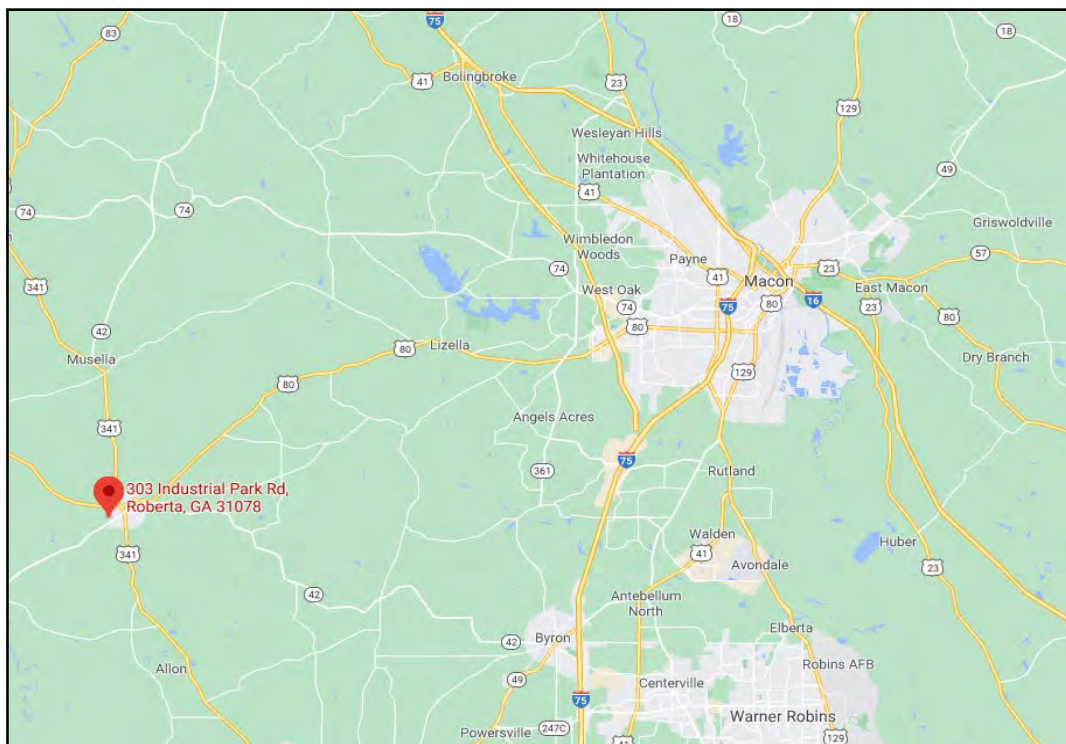 75
18
18
83
41
Bolingbroke
23
129
Wesleyan Hills
Whitehouse
Plantation
41
49
74
74
Griswoldville
Wimbledon
Woods
57
74
Payne
41
23
341
Macon
East Macon
West Oak
74
75
80
16
23
80
80
42
Musella
80
Lizella
Dry Branch
129
80
Angels Acres
341
75
361
Rutland
303 Industrial Park Rd,
Roberta, GA 31078
Walden
Huber
341
41
Avondale
23
42
Antebellum
North
Elberta
42
Byron
Robins AFB
Allon
49
Centerville
75
Warner Robins
Powersville
247C
41
129